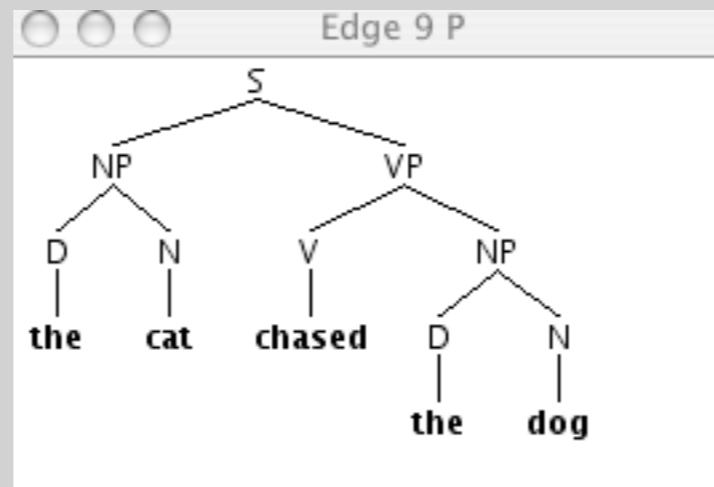 Edge 9 P
S
NP VP
D N V NP
the cat chased D N
the dog